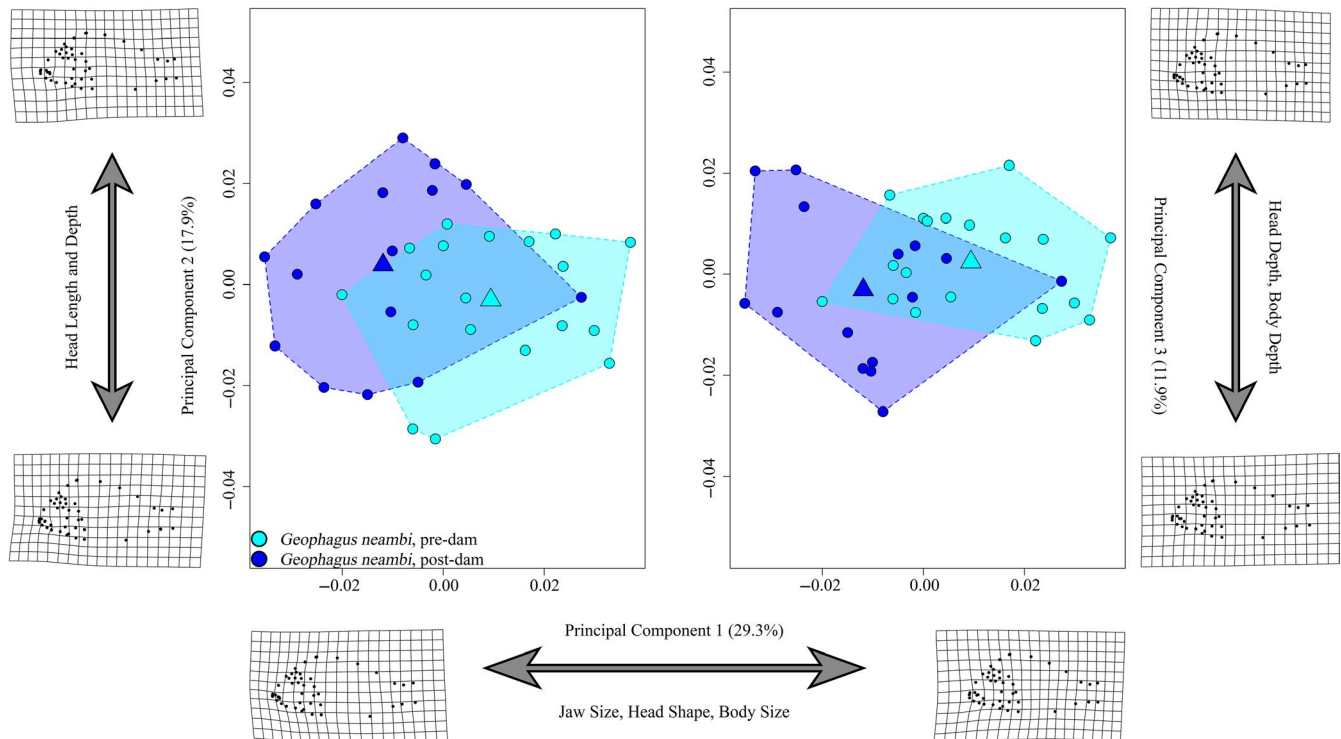 Head Length and Depth
Principal Component 2 (17.9%)
0.04
0.02
0.00
−0.02
−0.04
Geophagus neambi, pre-dam
Geophagus neambi, post-dam
−0.02
0.00
0.02
0.04
0.02
0.00
−0.02
−0.04
−0.02
0.00
0.02
Principal Component 3 (11.9%)
Head Depth, Body Depth
Principal Component 1 (29.3%)
Jaw Size, Head Shape, Body Size